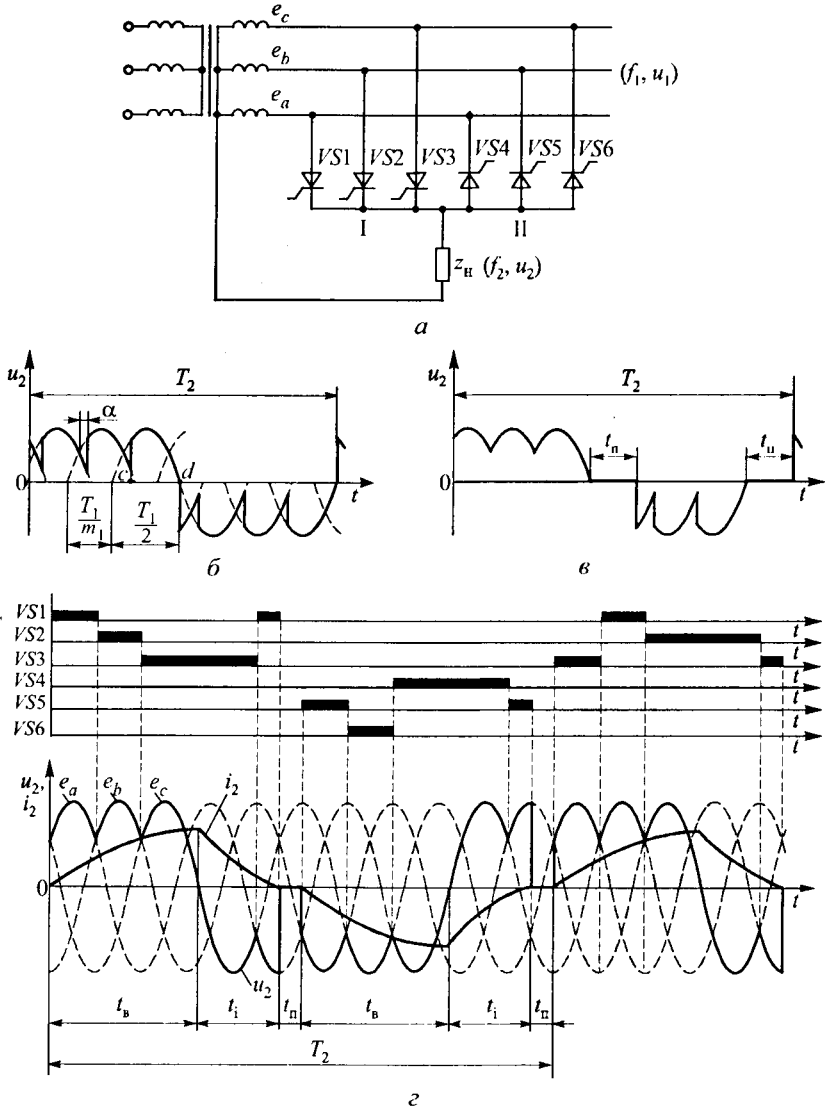 e_c
e_b
(f_1, u_1)
e_a
VS1 VS2 VS3 VS4 VS5 VS6
I II
z_н (f_2, u_2)
а
u_2 T_2
α
0 c d t
T_1/m_1 T_1/2
б
u_2 T_2
t_п t_п
0 t
в
VS1 t
VS2 t
VS3 t
VS4 t
VS5 t
VS6 t
u_2, i_2 e_a e_b e_c i_2
0 t
u_2
t_в t_i t_п t_в t_i t_п
T_2
г